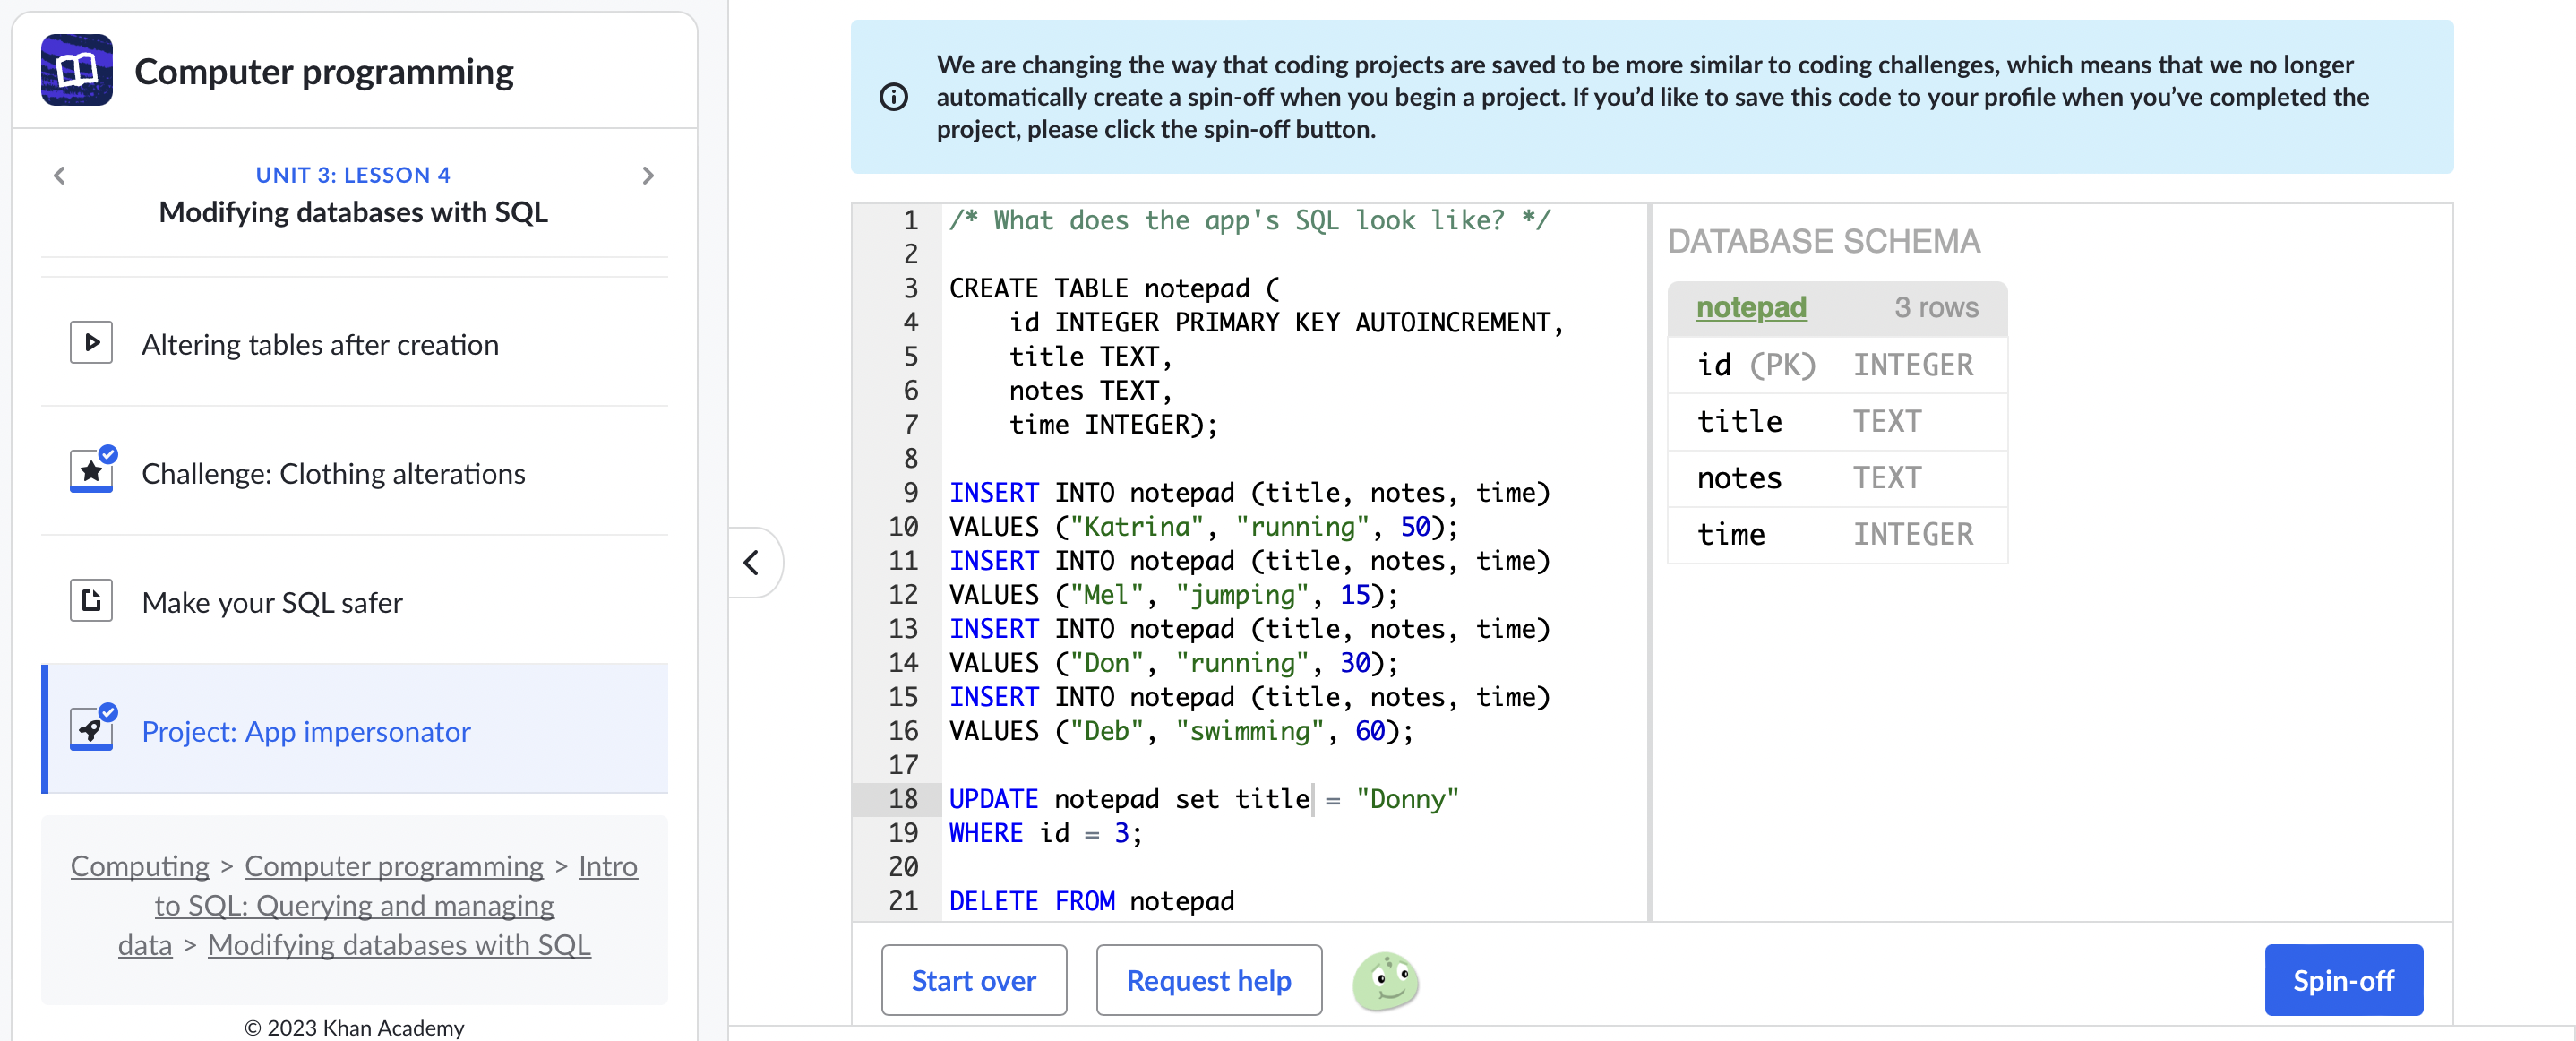 Computer programming
UNIT 3: LESSON 4
Modifying databases with SQL
Altering tables after creation
Challenge: Clothing alterations
Make your SQL safer
Project: App impersonator
Computing > Computer programming > Intro
to SQL: Querying and managing
data > Modifying databases with SQL
© 2023 Khan Academy
We are changing the way that coding projects are saved to be more similar to coding challenges, which means that we no longer
automatically create a spin-off when you begin a project. If you’d like to save this code to your profile when you’ve completed the
project, please click the spin-off button.
1 /* What does the app's SQL look like? */
2
3 CREATE TABLE notepad (
4     id INTEGER PRIMARY KEY AUTOINCREMENT,
5     title TEXT,
6     notes TEXT,
7     time INTEGER);
8
9 INSERT INTO notepad (title, notes, time)
10 VALUES ("Katrina", "running", 50);
11 INSERT INTO notepad (title, notes, time)
12 VALUES ("Mel", "jumping", 15);
13 INSERT INTO notepad (title, notes, time)
14 VALUES ("Don", "running", 30);
15 INSERT INTO notepad (title, notes, time)
16 VALUES ("Deb", "swimming", 60);
17
18 UPDATE notepad set title = "Donny"
19 WHERE id = 3;
20
21 DELETE FROM notepad
DATABASE SCHEMA
notepad 3 rows
id (PK) INTEGER
title TEXT
notes TEXT
time INTEGER
Start over
Request help
Spin-off